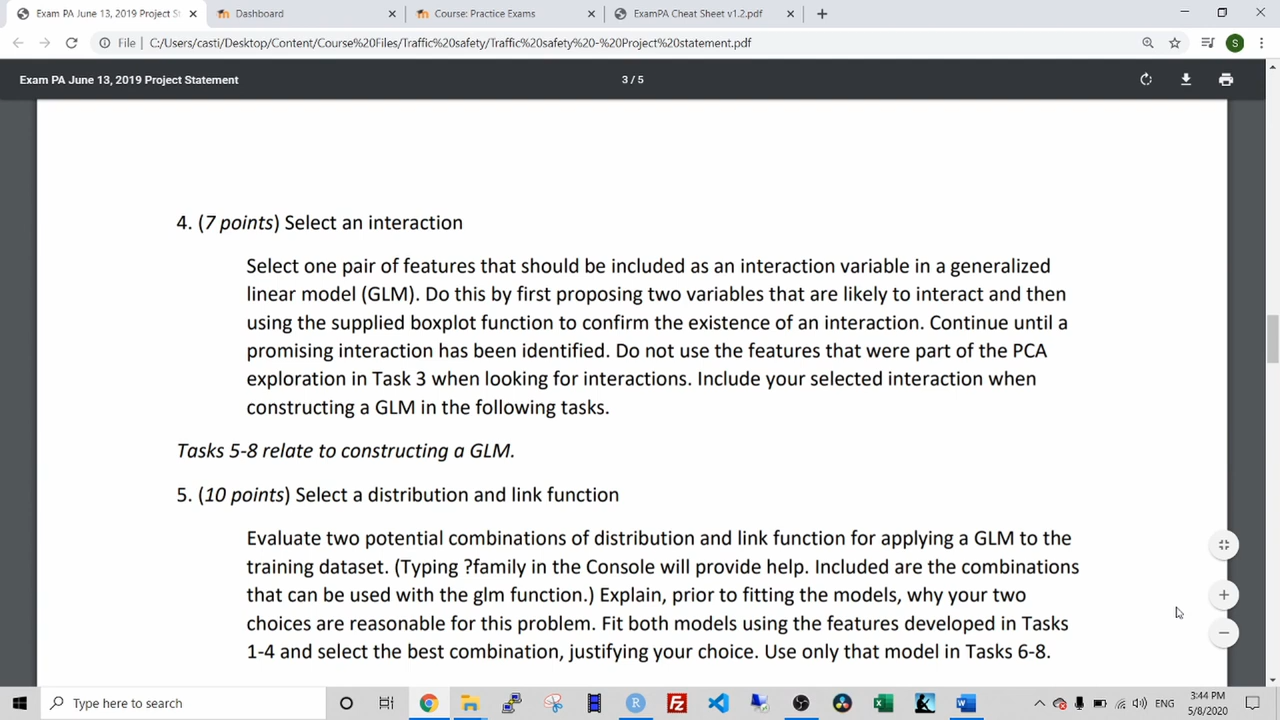 Exam PA June 13, 2019 Project S
Dashboard
Course: Practice Exams
ExamPA Cheat Sheet v1.2.pdf
File | C:/Users/casti/Desktop/Content/Course%20Files/Traffic%20safety/Traffic%20safety%20-%20Project%20statement.pdf
S
Exam PA June 13, 2019 Project Statement
3 / 5
4. (7 points) Select an interaction
Select one pair of features that should be included as an interaction variable in a generalized
linear model (GLM). Do this by first proposing two variables that are likely to interact and then
using the supplied boxplot function to confirm the existence of an interaction. Continue until a
promising interaction has been identified. Do not use the features that were part of the PCA
exploration in Task 3 when looking for interactions. Include your selected interaction when
constructing a GLM in the following tasks.
Tasks 5-8 relate to constructing a GLM.
5. (10 points) Select a distribution and link function
Evaluate two potential combinations of distribution and link function for applying a GLM to the
training dataset. (Typing ?family in the Console will provide help. Included are the combinations
that can be used with the glm function.) Explain, prior to fitting the models, why your two
choices are reasonable for this problem. Fit both models using the features developed in Tasks
1-4 and select the best combination, justifying your choice. Use only that model in Tasks 6-8.
Type here to search
ENG
3:44 PM
5/8/2020